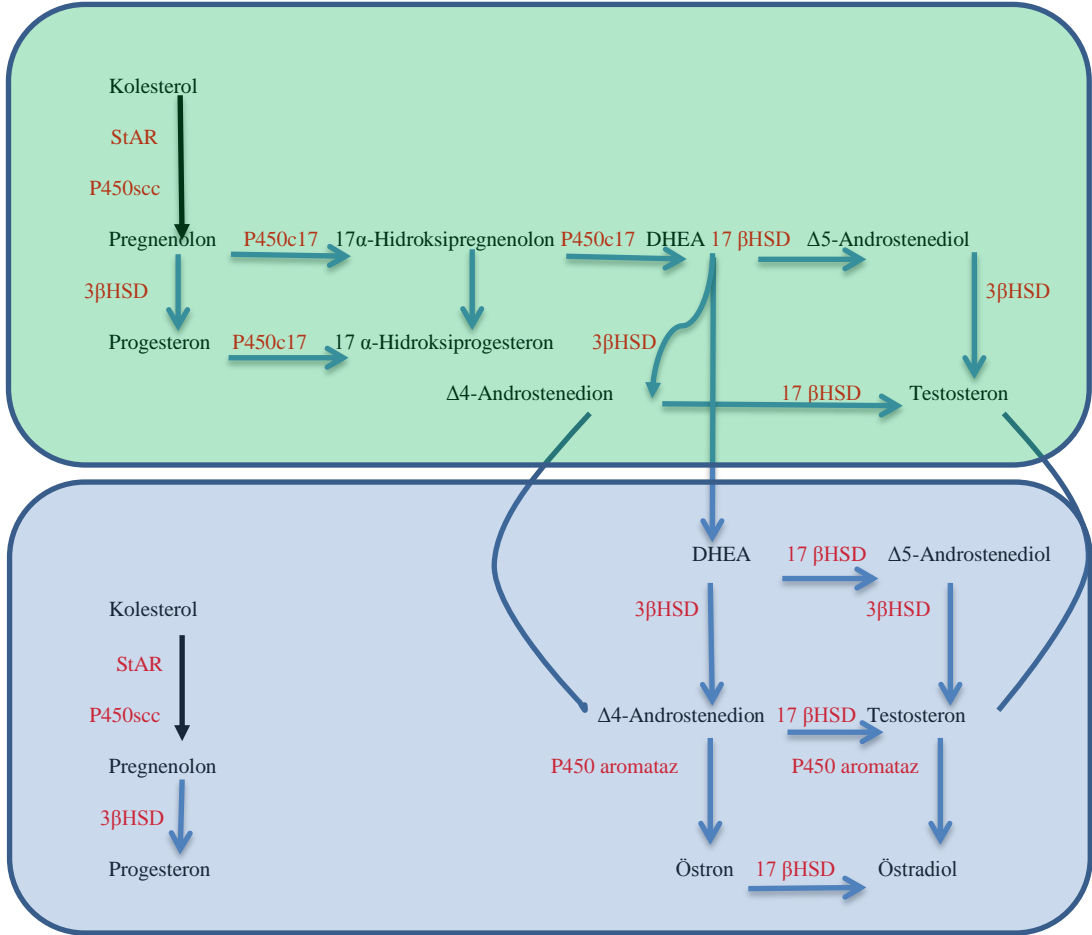 Kolesterol
StAR
P450scc
Pregnenolon P450c17 17α-Hidroksipregnenolon P450c17 DHEA 17 βHSD Δ5-Androstenediol
3βHSD 3βHSD
Progesteron P450c17 17 α-Hidroksiprogesteron 3βHSD
Δ4-Androstenedion 17 βHSD Testosteron
DHEA 17 βHSD Δ5-Androstenediol
Kolesterol 3βHSD 3βHSD
StAR
P450scc Δ4-Androstenedion 17 βHSD Testosteron
Pregnenolon P450 aromataz P450 aromataz
3βHSD
Progesteron Östron 17 βHSD Östradiol